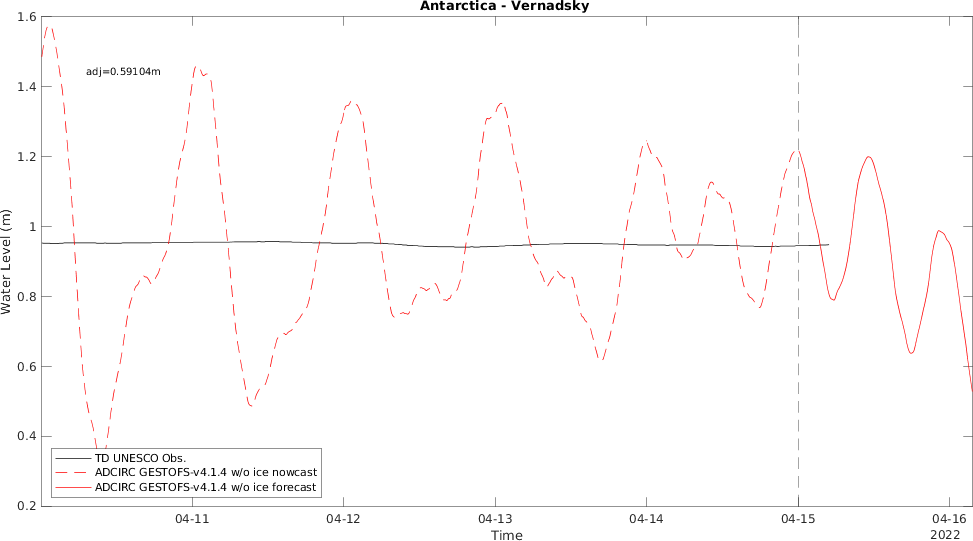 Antarctica - Vernadsky
1.6
1.4
1.2
1
0.8
0.6
0.4
0.2
Water Level (m)
adj=0.59104m
TD UNESCO Obs.
ADCIRC GESTOFS-v4.1.4 w/o ice nowcast
ADCIRC GESTOFS-v4.1.4 w/o ice forecast
04-11 04-12 04-13 04-14 04-15 04-16
Time
2022